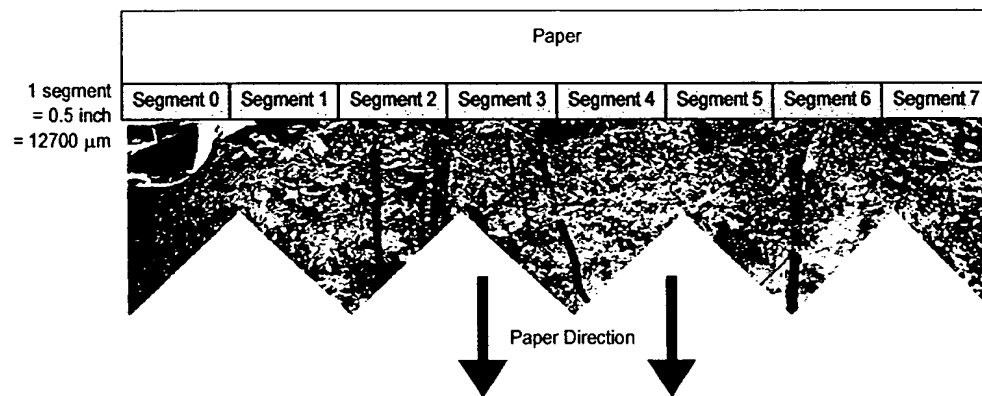 Paper
1 segment
= 0.5 inch
= 12700 μm
Segment 0 Segment 1 Segment 2 Segment 3 Segment 4 Segment 5 Segment 6 Segment 7
Paper Direction